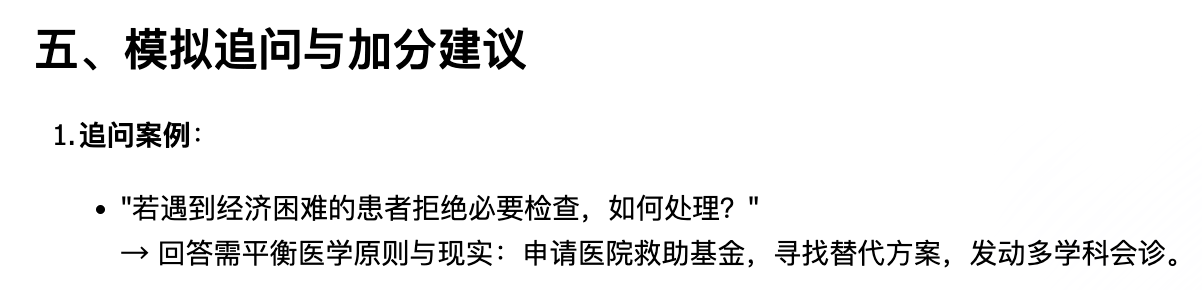 五、模拟追问与加分建议
1. 追问案例：
• "若遇到经济困难的患者拒绝必要检查，如何处理？"
→ 回答需平衡医学原则与现实：申请医院救助基金，寻找替代方案，发动多学科会诊。